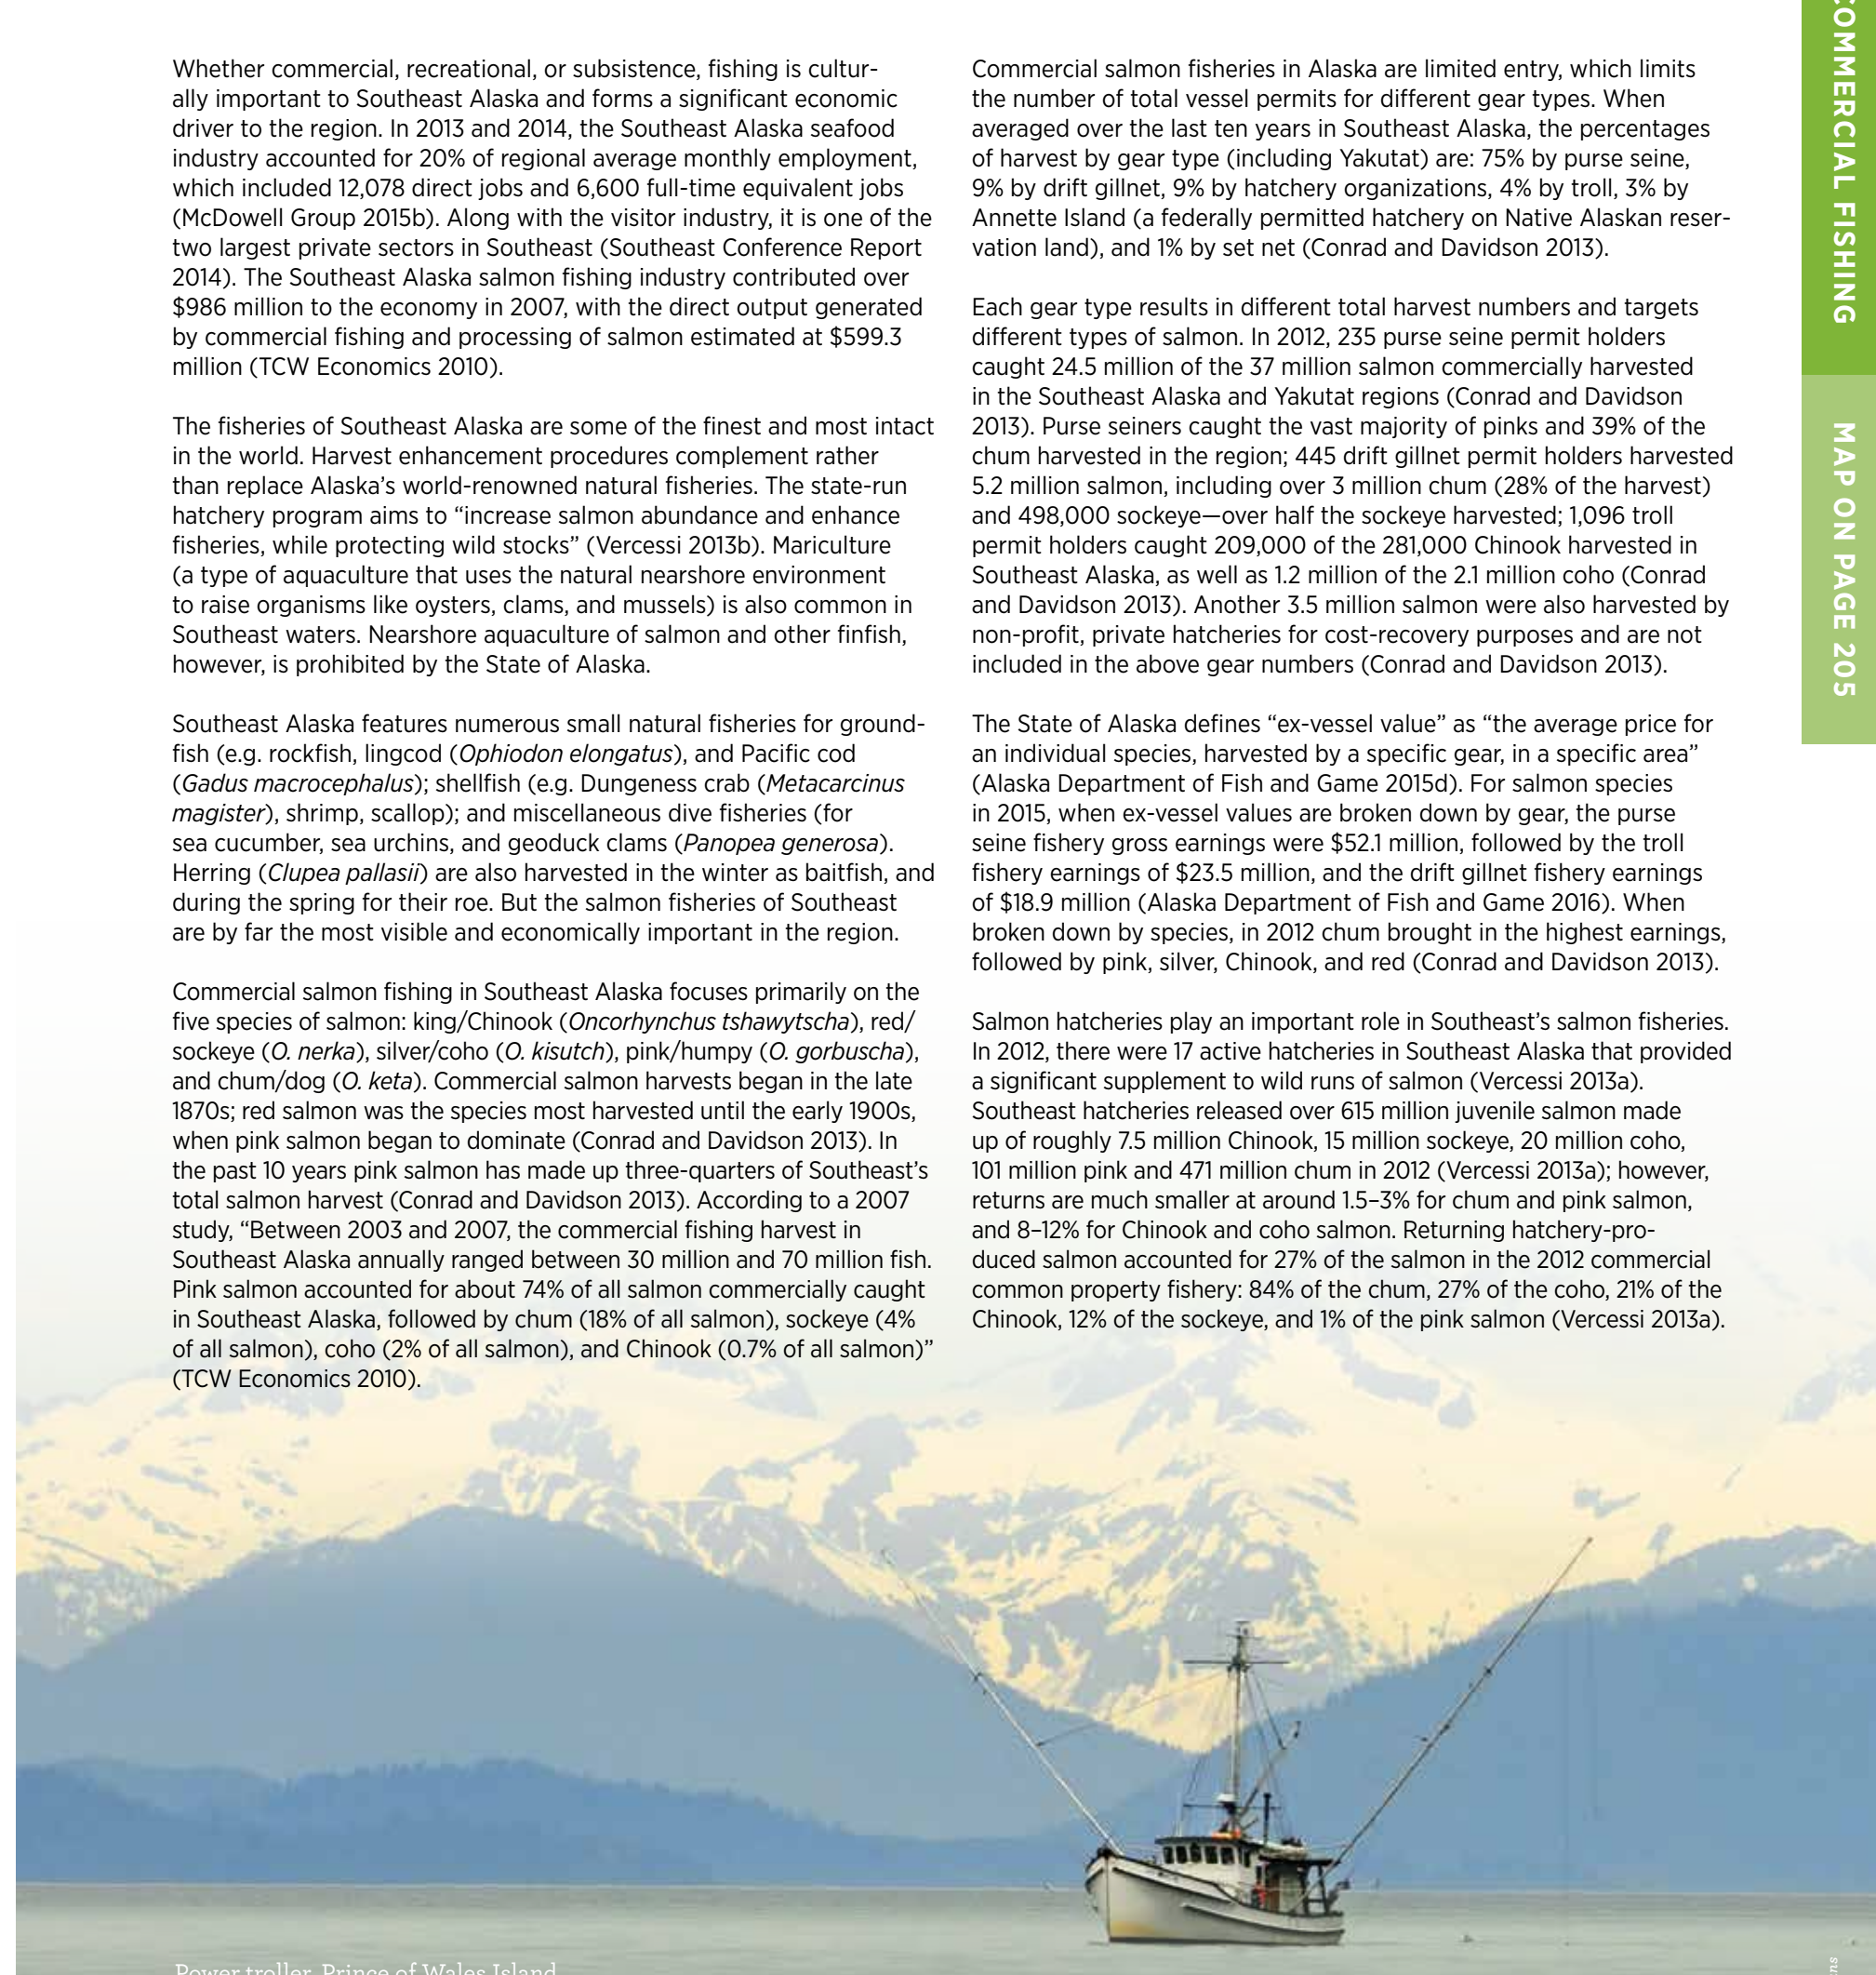 Whether commercial, recreational, or subsistence, fishing is cultur-
ally important to Southeast Alaska and forms a significant economic
driver to the region. In 2013 and 2014, the Southeast Alaska seafood
industry accounted for 20% of regional average monthly employment,
which included 12,078 direct jobs and 6,600 full-time equivalent jobs
(McDowell Group 2015b). Along with the visitor industry, it is one of the
two largest private sectors in Southeast (Southeast Conference Report
2014). The Southeast Alaska salmon fishing industry contributed over
$986 million to the economy in 2007, with the direct output generated
by commercial fishing and processing of salmon estimated at $599.3
million (TCW Economics 2010).
The fisheries of Southeast Alaska are some of the finest and most intact
in the world. Harvest enhancement procedures complement rather
than replace Alaska’s world-renowned natural fisheries. The state-run
hatchery program aims to “increase salmon abundance and enhance
fisheries, while protecting wild stocks” (Vercessi 2013b). Mariculture
(a type of aquaculture that uses the natural nearshore environment
to raise organisms like oysters, clams, and mussels) is also common in
Southeast waters. Nearshore aquaculture of salmon and other finfish,
however, is prohibited by the State of Alaska.
Southeast Alaska features numerous small natural fisheries for ground-
fish (e.g. rockfish, lingcod (Ophiodon elongatus), and Pacific cod
(Gadus macrocephalus); shellfish (e.g. Dungeness crab (Metacarcinus
magister), shrimp, scallop); and miscellaneous dive fisheries (for
sea cucumber, sea urchins, and geoduck clams (Panopea generosa).
Herring (Clupea pallasii) are also harvested in the winter as baitfish, and
during the spring for their roe. But the salmon fisheries of Southeast
are by far the most visible and economically important in the region.
Commercial salmon fishing in Southeast Alaska focuses primarily on the
five species of salmon: king/Chinook (Oncorhynchus tshawytscha), red/
sockeye (O. nerka), silver/coho (O. kisutch), pink/humpy (O. gorbuscha),
and chum/dog (O. keta). Commercial salmon harvests began in the late
1870s; red salmon was the species most harvested until the early 1900s,
when pink salmon began to dominate (Conrad and Davidson 2013). In
the past 10 years pink salmon has made up three-quarters of Southeast’s
total salmon harvest (Conrad and Davidson 2013). According to a 2007
study, “Between 2003 and 2007, the commercial fishing harvest in
Southeast Alaska annually ranged between 30 million and 70 million fish.
Pink salmon accounted for about 74% of all salmon commercially caught
in Southeast Alaska, followed by chum (18% of all salmon), sockeye (4%
of all salmon), coho (2% of all salmon), and Chinook (0.7% of all salmon)”
(TCW Economics 2010).
Commercial salmon fisheries in Alaska are limited entry, which limits
the number of total vessel permits for different gear types. When
averaged over the last ten years in Southeast Alaska, the percentages
of harvest by gear type (including Yakutat) are: 75% by purse seine,
9% by drift gillnet, 9% by hatchery organizations, 4% by troll, 3% by
Annette Island (a federally permitted hatchery on Native Alaskan reser-
vation land), and 1% by set net (Conrad and Davidson 2013).
Each gear type results in different total harvest numbers and targets
different types of salmon. In 2012, 235 purse seine permit holders
caught 24.5 million of the 37 million salmon commercially harvested
in the Southeast Alaska and Yakutat regions (Conrad and Davidson
2013). Purse seiners caught the vast majority of pinks and 39% of the
chum harvested in the region; 445 drift gillnet permit holders harvested
5.2 million salmon, including over 3 million chum (28% of the harvest)
and 498,000 sockeye—over half the sockeye harvested; 1,096 troll
permit holders caught 209,000 of the 281,000 Chinook harvested in
Southeast Alaska, as well as 1.2 million of the 2.1 million coho (Conrad
and Davidson 2013). Another 3.5 million salmon were also harvested by
non-profit, private hatcheries for cost-recovery purposes and are not
included in the above gear numbers (Conrad and Davidson 2013).
The State of Alaska defines “ex-vessel value” as “the average price for
an individual species, harvested by a specific gear, in a specific area”
(Alaska Department of Fish and Game 2015d). For salmon species
in 2015, when ex-vessel values are broken down by gear, the purse
seine fishery gross earnings were $52.1 million, followed by the troll
fishery earnings of $23.5 million, and the drift gillnet fishery earnings
of $18.9 million (Alaska Department of Fish and Game 2016). When
broken down by species, in 2012 chum brought in the highest earnings,
followed by pink, silver, Chinook, and red (Conrad and Davidson 2013).
Salmon hatcheries play an important role in Southeast’s salmon fisheries.
In 2012, there were 17 active hatcheries in Southeast Alaska that provided
a significant supplement to wild runs of salmon (Vercessi 2013a).
Southeast hatcheries released over 615 million juvenile salmon made
up of roughly 7.5 million Chinook, 15 million sockeye, 20 million coho,
101 million pink and 471 million chum in 2012 (Vercessi 2013a); however,
returns are much smaller at around 1.5–3% for chum and pink salmon,
and 8–12% for Chinook and coho salmon. Returning hatchery-pro-
duced salmon accounted for 27% of the salmon in the 2012 commercial
common property fishery: 84% of the chum, 27% of the coho, 21% of the
Chinook, 12% of the sockeye, and 1% of the pink salmon (Vercessi 2013a).
COMMERCIAL FISHING
MAP ON PAGE 205
Power troller, Prince of Wales Island